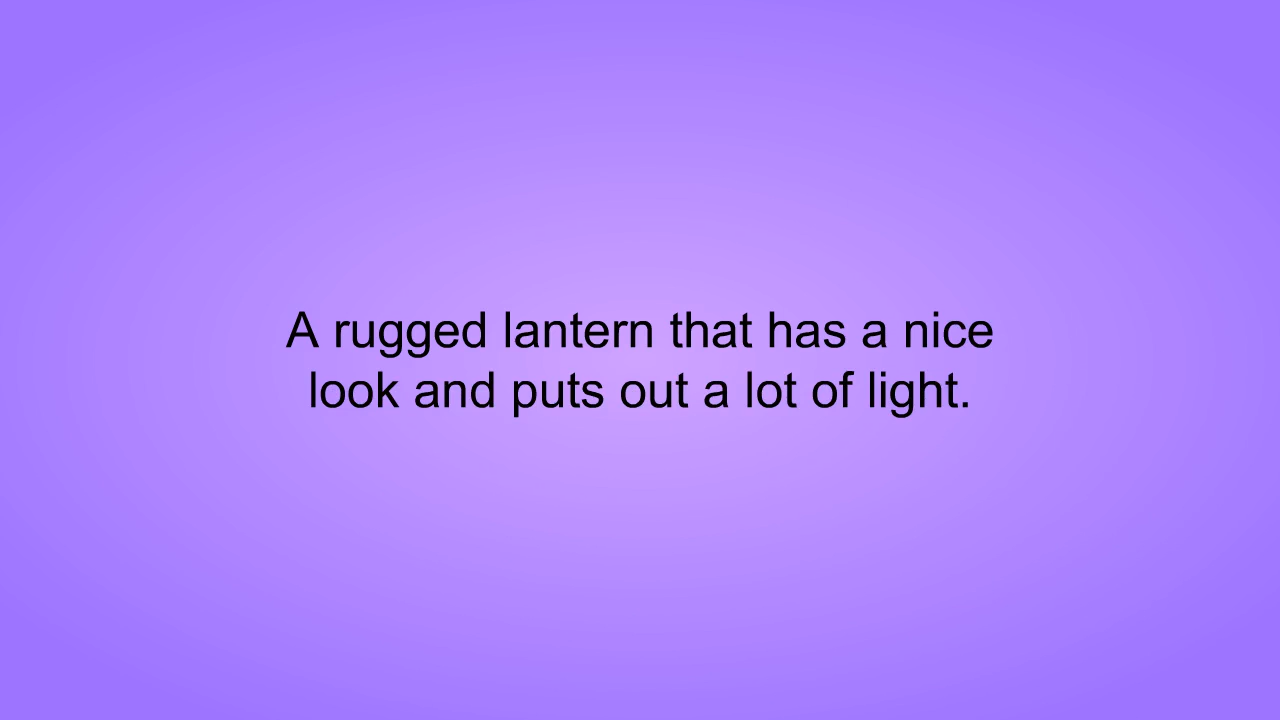 A rugged lantern that has a nice
look and puts out a lot of light.